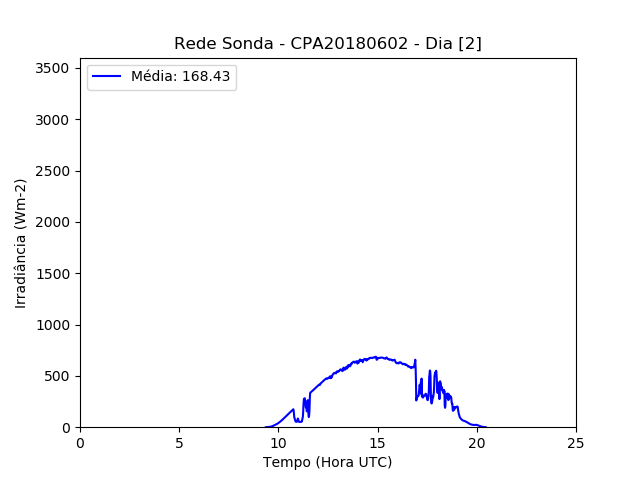 Rede Sonda - CPA20180602 - Dia [2]
Média: 168.43
3500
3000
2500
2000
1500
1000
500
0
Irradiância (Wm-2)
0 5 10 15 20 25
Tempo (Hora UTC)